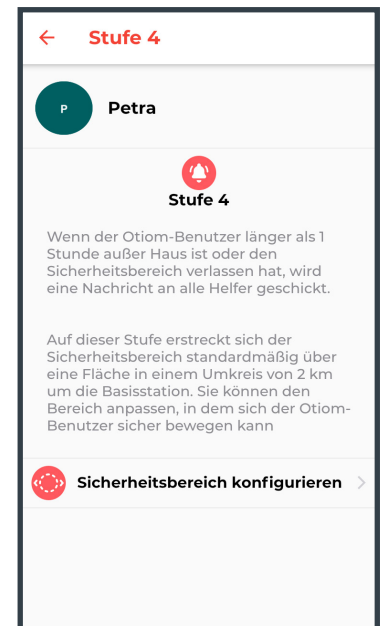 Stufe 4
P
Petra
Stufe 4
Wenn der Otiom-Benutzer länger als 1
Stunde außer Haus ist oder den
Sicherheitsbereich verlassen hat, wird
eine Nachricht an alle Helfer geschickt.
Auf dieser Stufe erstreckt sich der
Sicherheitsbereich standardmäßig über
eine Fläche in einem Umkreis von 2 km
um die Basisstation. Sie können den
Bereich anpassen, in dem sich der Otiom-
Benutzer sicher bewegen kann
Sicherheitsbereich konfigurieren